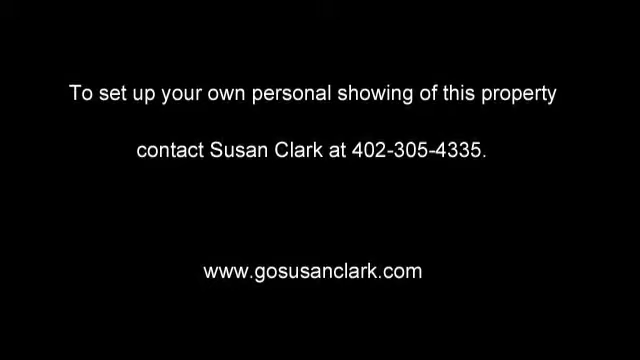 To set up your own personal showing of this property
contact Susan Clark at 402-305-4335.
www.gosusanclark.com